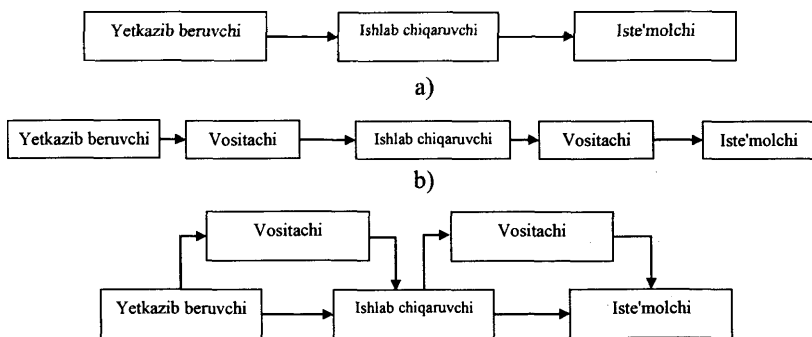 Yetkazib beruvchi Ishlab chiqaruvchi Iste'molchi
a)
Yetkazib beruvchi Vositachi Ishlab chiqaruvchi Vositachi Iste'molchi
b)
Vositachi Vositachi
Yetkazib beruvchi Ishlab chiqaruvchi Iste'molchi